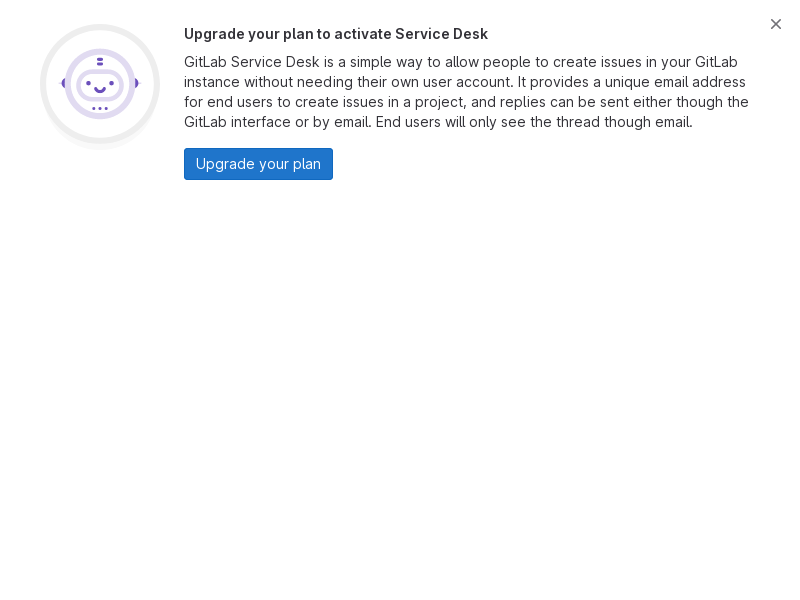 Upgrade your plan to activate Service Desk
GitLab Service Desk is a simple way to allow people to create issues in your GitLab
instance without needing their own user account. It provides a unique email address
for end users to create issues in a project, and replies can be sent either though the
GitLab interface or by email. End users will only see the thread though email.
Upgrade your plan